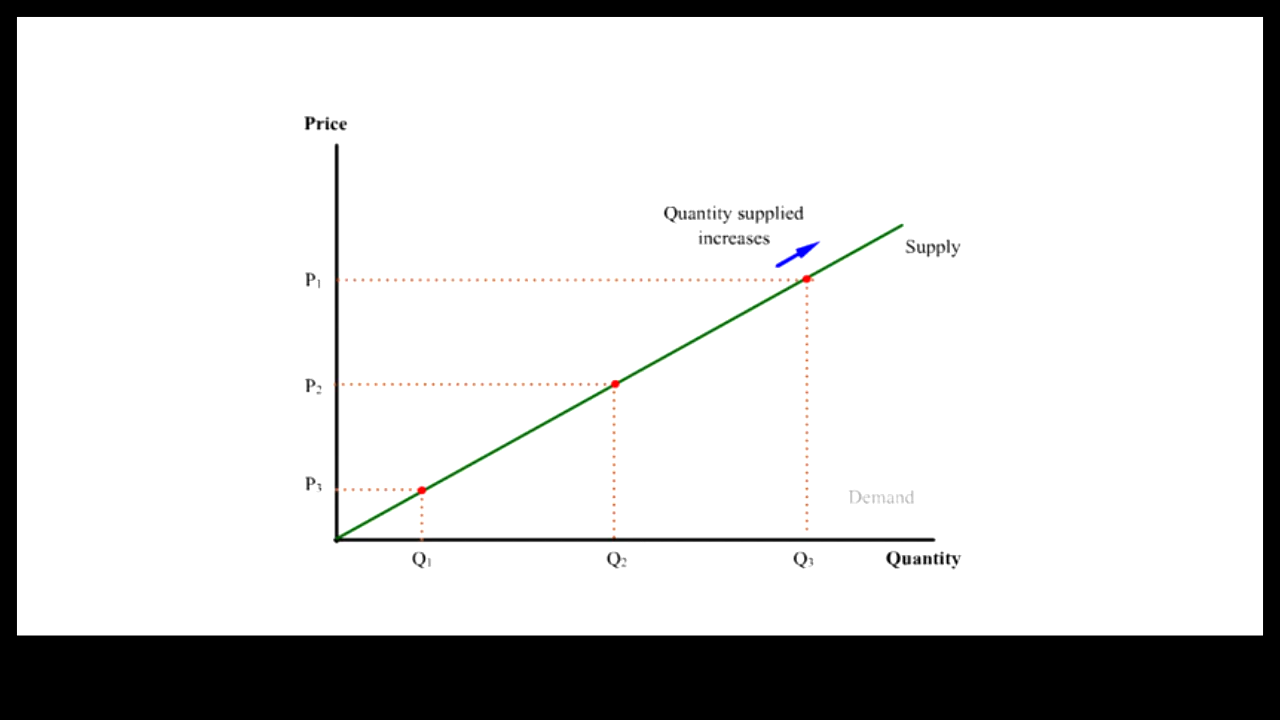 Price
Quantity supplied
increases
Supply
P₁
P₂
P₃
Demand
Q₁
Q₂
Q₃
Quantity